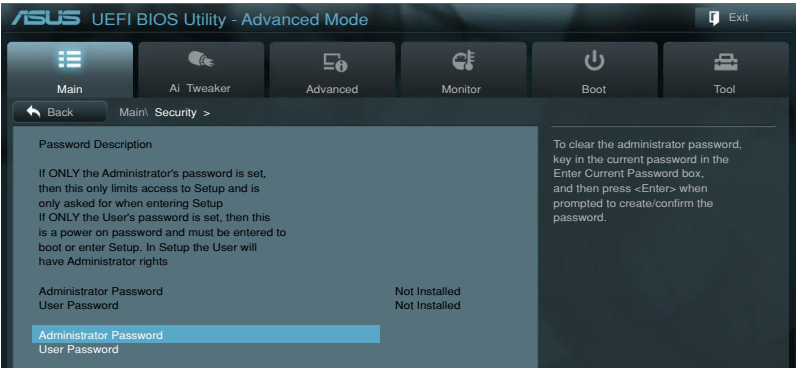 ASUS UEFI BIOS Utility - Advanced Mode
Exit
Main
Ai Tweaker
Advanced
Monitor
Boot
Tool
Back
Main\ Security >
Password Description
If ONLY the Administrator's password is set,
then this only limits access to Setup and is
only asked for when entering Setup
If ONLY the User's password is set, then this
is a power on password and must be entered to
boot or enter Setup. In Setup the User will
have Administrator rights
Administrator Password Not Installed
User Password Not Installed
Administrator Password
User Password
To clear the administrator password,
key in the current password in the
Enter Current Password box,
and then press <Enter> when
prompted to create/confirm the
password.